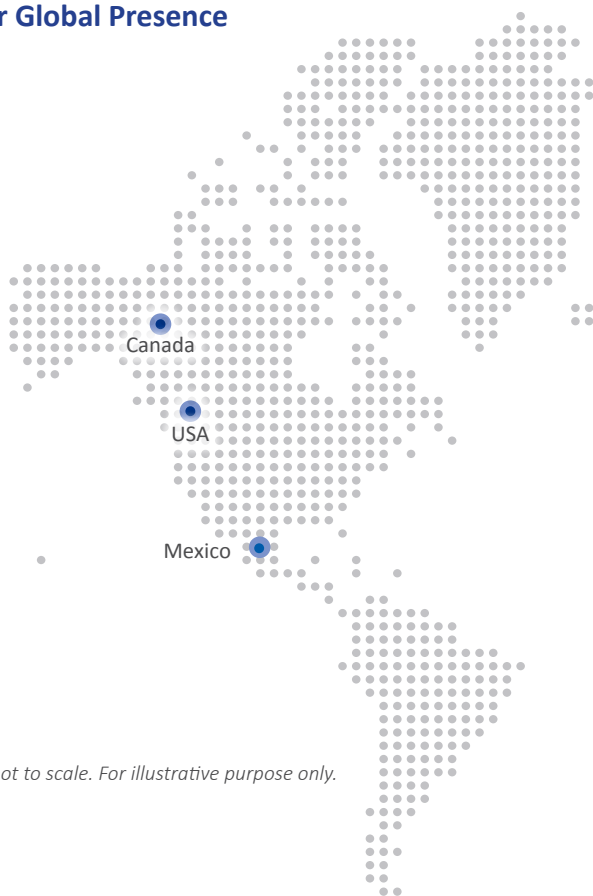 r Global Presence
Canada
USA
Mexico
ot to scale. For illustrative purpose only.